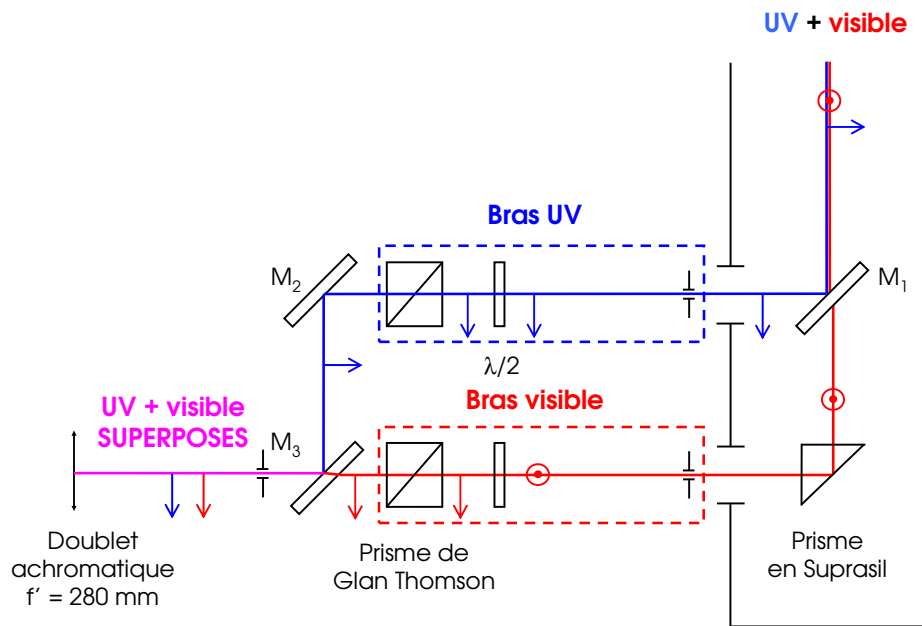 UV + visible
Bras UV
M2
M1
λ/2
Bras visible
UV + visible
SUPERPOSES
M3
Doublet
achromatique
f' = 280 mm
Prisme de
Glan Thomson
Prisme
en Suprasil